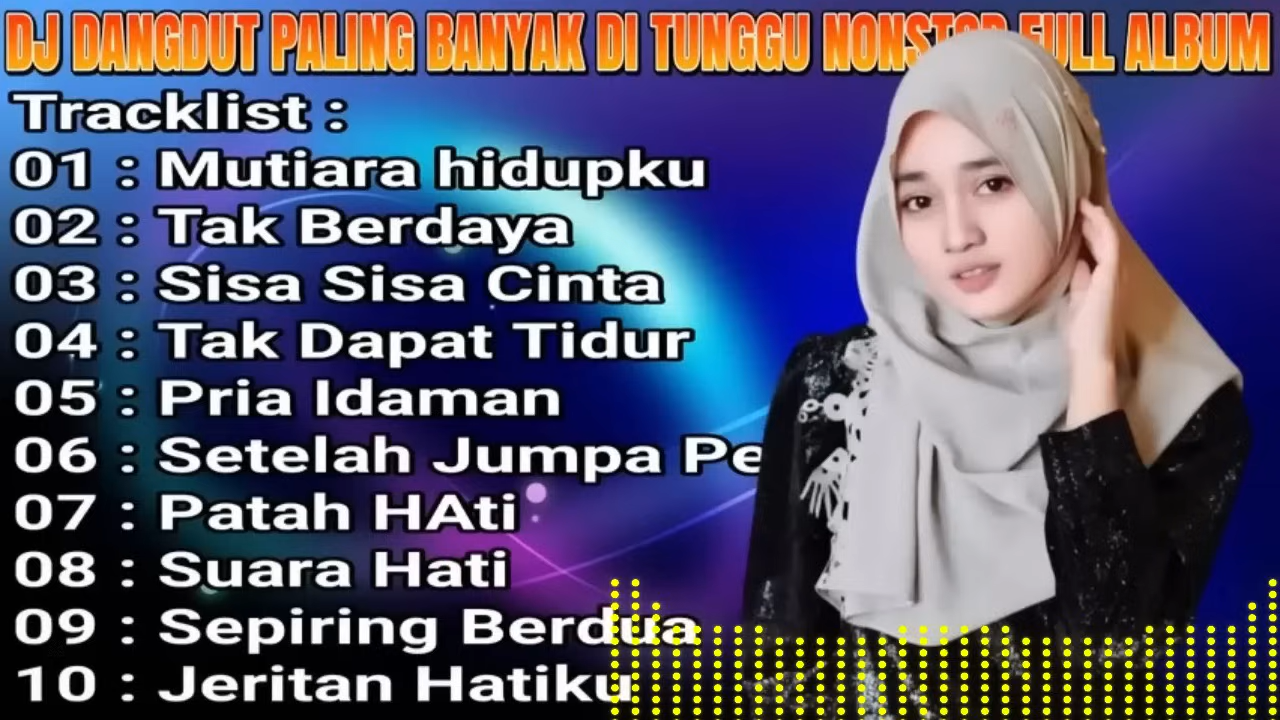 DJ DANGDUT PALING BANYAK DI TUNGGU FULL ALBUM
Tracklist :
01 : Mutiara hidupku
02 : Tak Berdaya
03 : Sisa Sisa Cinta
04 : Tak Dapat Tidur
05 : Pria Idaman
06 : Setelah Jumpa
07 : Patah HAti
08 : Suara Hati
09 : Sepiring Berdua
10 : Jeritan Hatiku